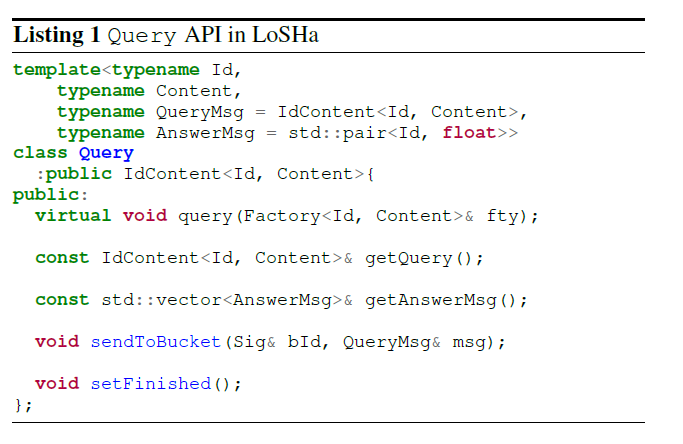 Listing 1 Query API in LoSHa
template<typename Id,
    typename Content,
    typename QueryMsg = IdContent<Id, Content>,
    typename AnswerMsg = std::pair<Id, float>>
class Query
  :public IdContent<Id, Content>{
public:
  virtual void query(Factory<Id, Content>& fty);
  const IdContent<Id, Content>& getQuery();
  const std::vector<AnswerMsg>& getAnswerMsg();
  void sendToBucket(Sig& bId, QueryMsg& msg);
  void setFinished();
};